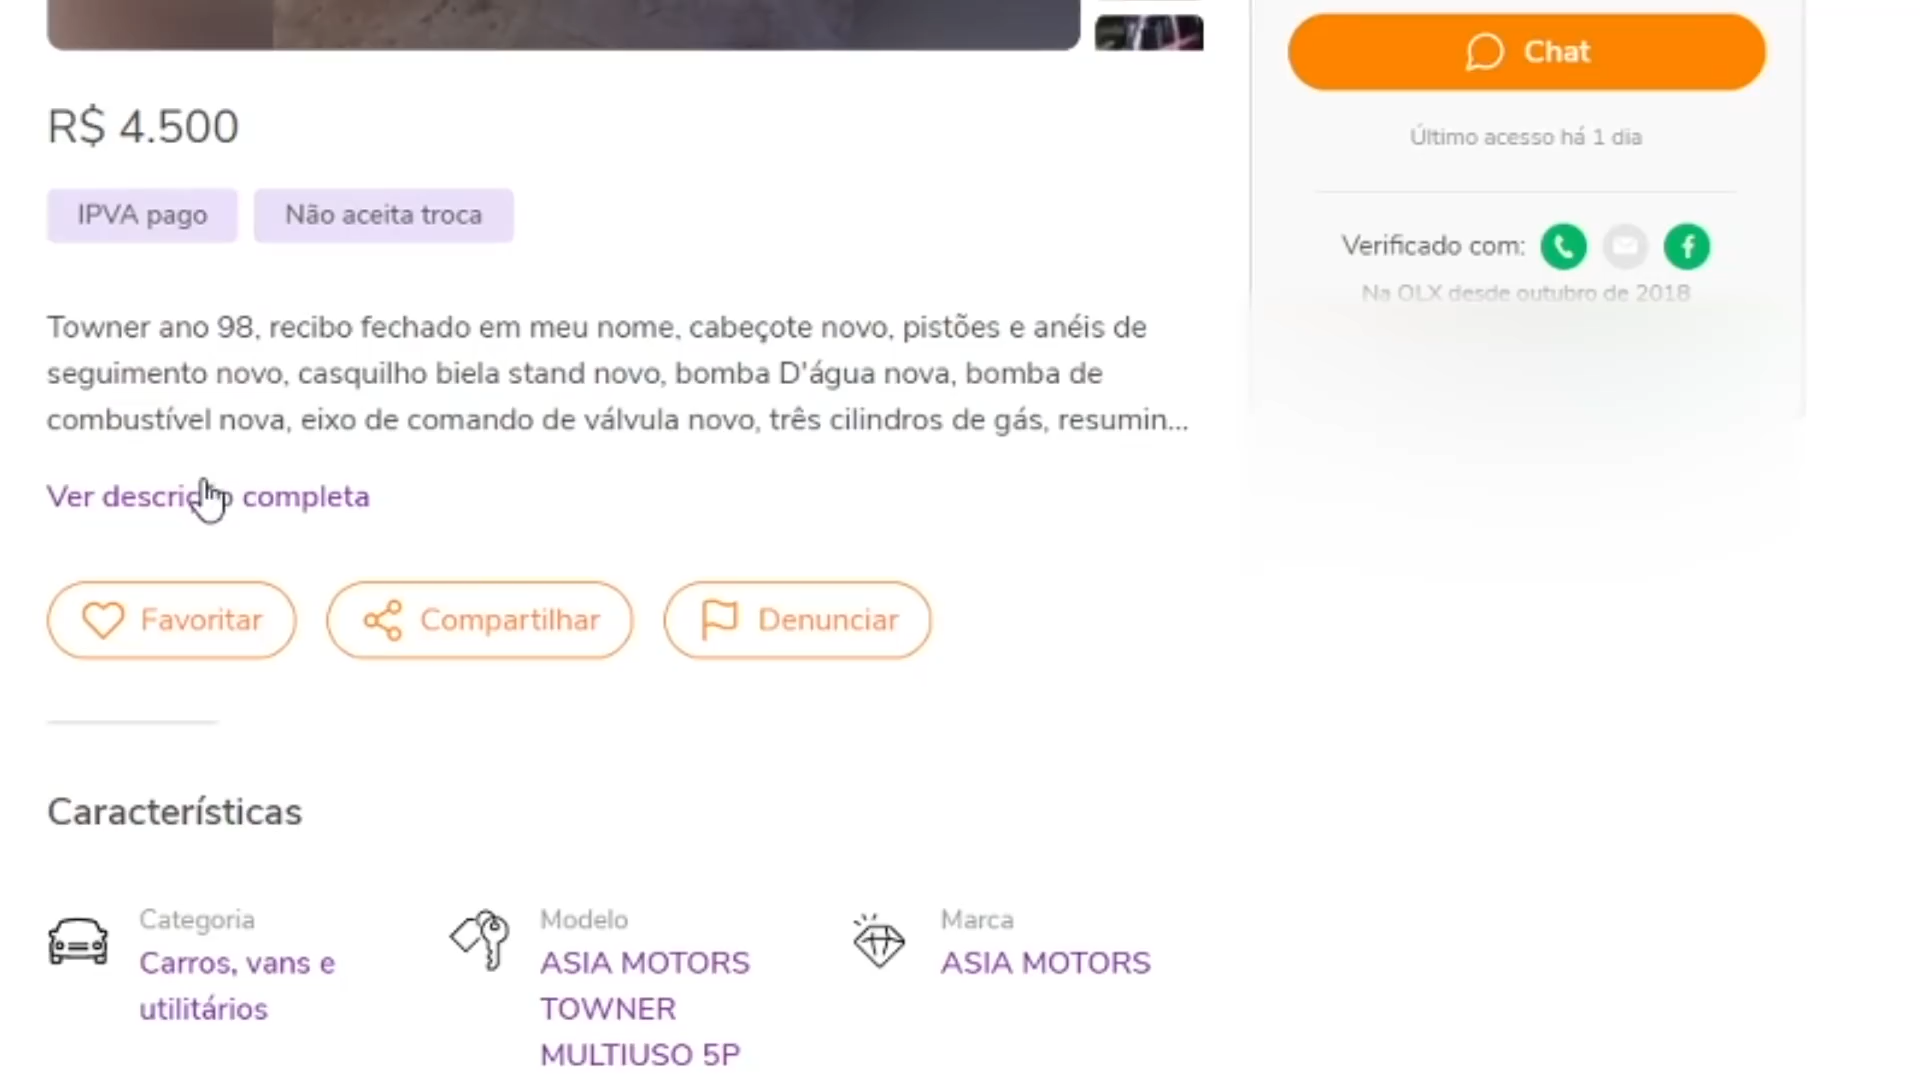 Chat
Último acesso há 1 dia
Verificado com:
Na OLX desde outubro de 2018
R$ 4.500
IPVA pago
Não aceita troca
Towner ano 98, recibo fechado em meu nome, cabeçote novo, pistões e anéis de
seguimento novo, casquilho biela stand novo, bomba D'água nova, bomba de
combustível nova, eixo de comando de válvula novo, três cilindros de gás, resumin...
Ver descrição completa
Favoritar
Compartilhar
Denunciar
Características
Categoria
Carros, vans e
utilitários
Modelo
ASIA MOTORS
TOWNER
MULTIUSO 5P
Marca
ASIA MOTORS